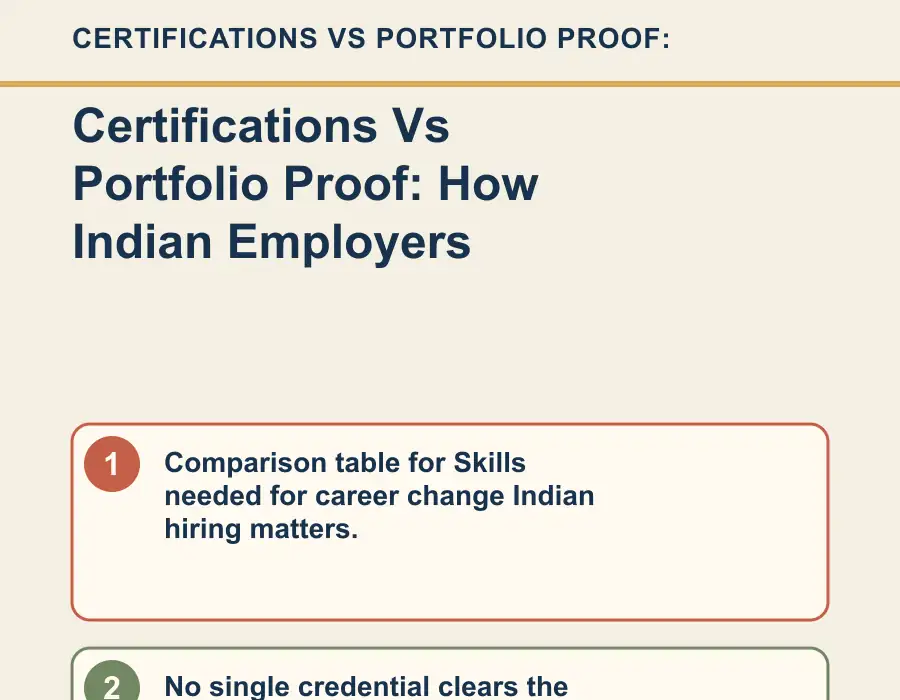 CERTIFICATIONS VS PORTFOLIO PROOF:
Certifications Vs
Portfolio Proof: How
Indian Employers
1
Comparison table for Skills
needed for career change Indian
hiring matters.
2
No single credential clears the